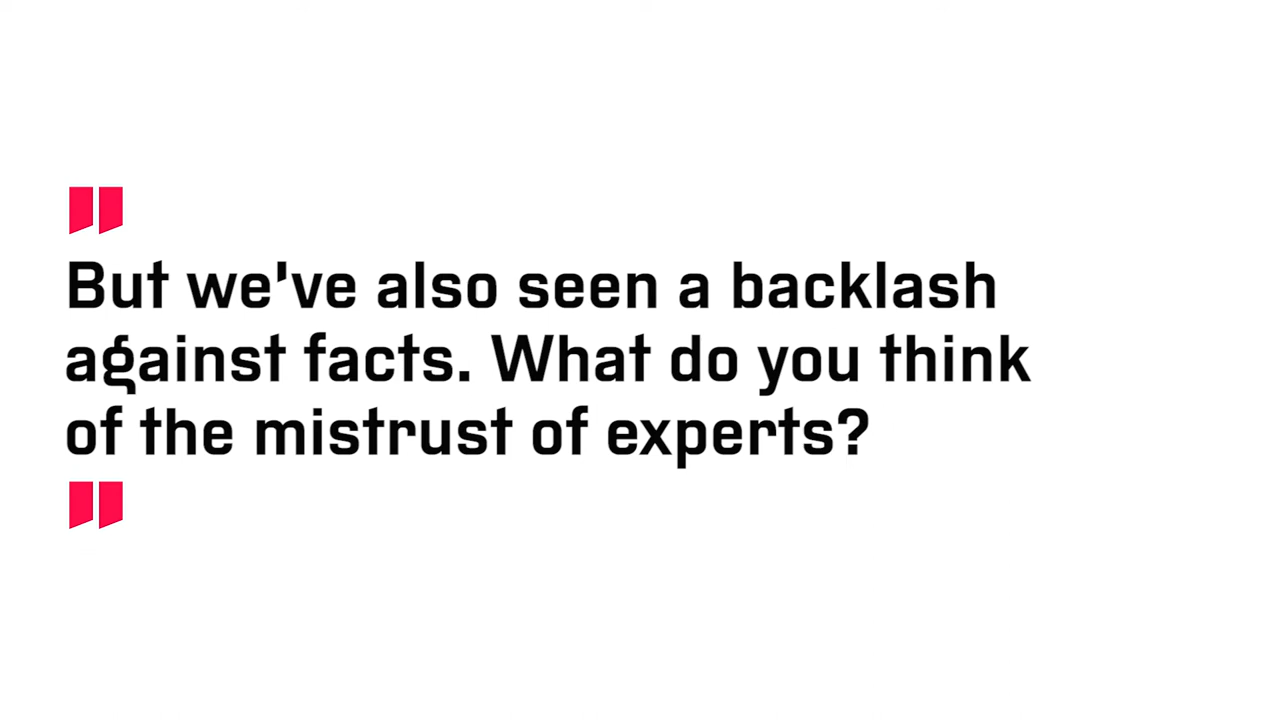 "
But we've also seen a backlash
against facts. What do you think
of the mistrust of experts?
"